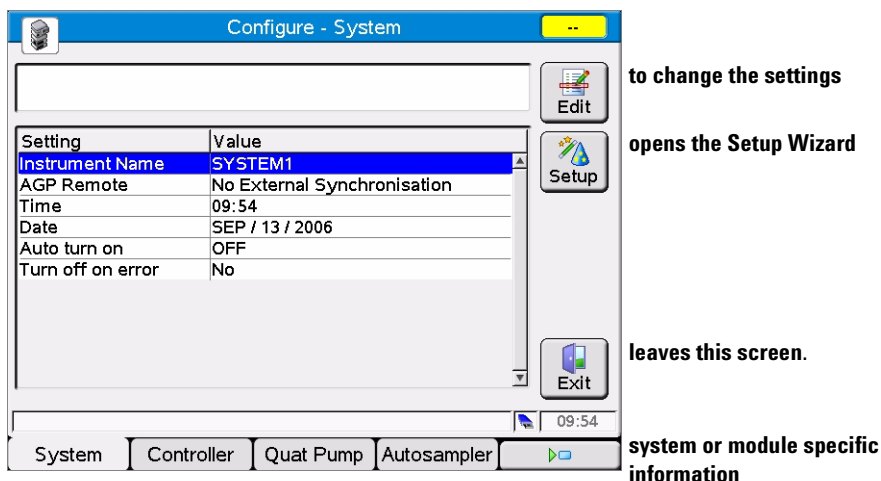 Configure - System
--
to change the settings
Edit
Setting Value
opens the Setup Wizard
Instrument Name SYSTEM1
Setup
AGP Remote No External Synchronisation
Time 09:54
Date SEP / 13 / 2006
Auto turn on OFF
Turn off on error No
leaves this screen.
Exit
09:54
System Controller Quat Pump Autosampler
system or module specific
information